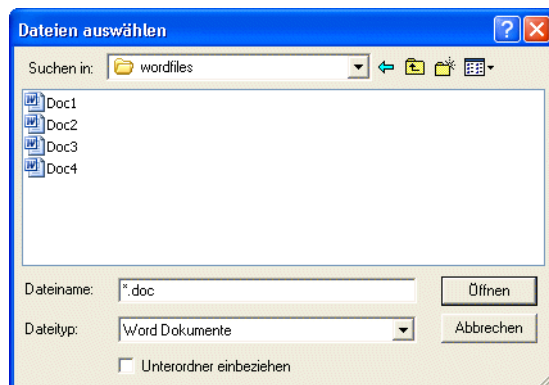 Dateien auswählen
Suchen in: wordfiles
Doc1
Doc2
Doc3
Doc4
Dateiname: *.doc Öffnen
Dateityp: Word Dokumente Abbrechen
Unterordner einbeziehen